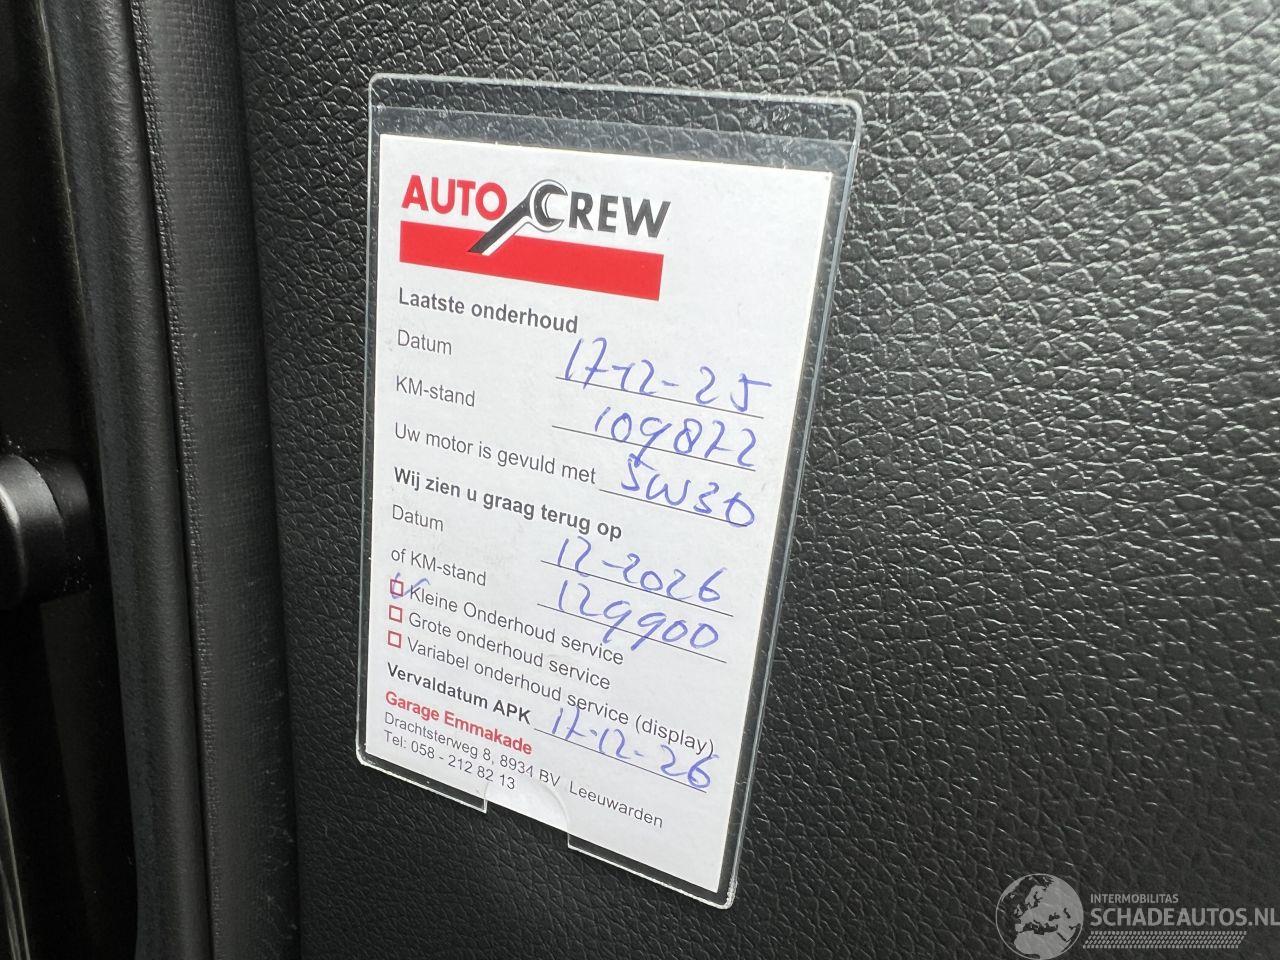 AUTO CREW
Laatste onderhoud
Datum 17-12-25
KM-stand 109872
Uw motor is gevuld met 5W30
Wij zien u graag terug op
Datum 12-2026
of KM-stand 129900
Kleine Onderhoud service
Grote onderhoud service
Variabel onderhoud service (display)
Vervaldatum APK 17-12-26
Garage Emmakade
Drachtsterweg 8, 8934 BV Leeuwarden
Tel: 058 - 212 82 13
INTERMOBILITAS
SCHADEAUTOS.NL